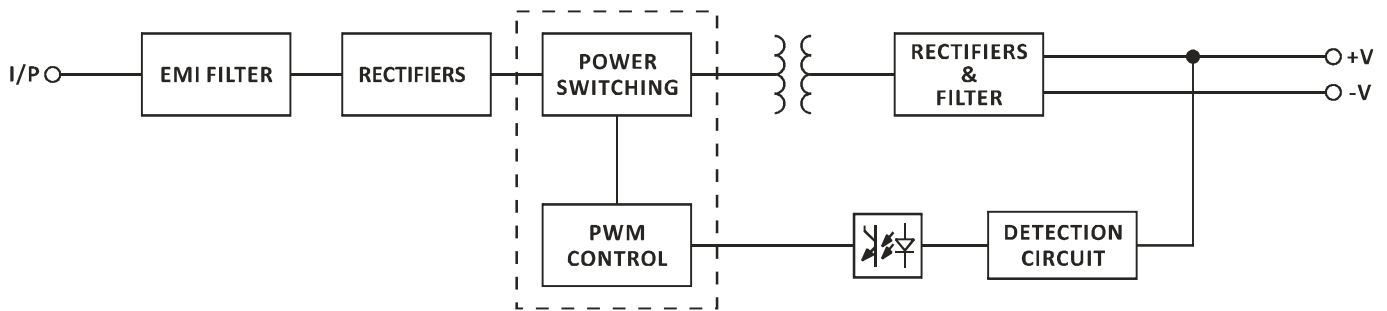 I/P
EMI FILTER
RECTIFIERS
POWER
SWITCHING
RECTIFIERS
&
FILTER
+V
-V
PWM
CONTROL
DETECTION
CIRCUIT